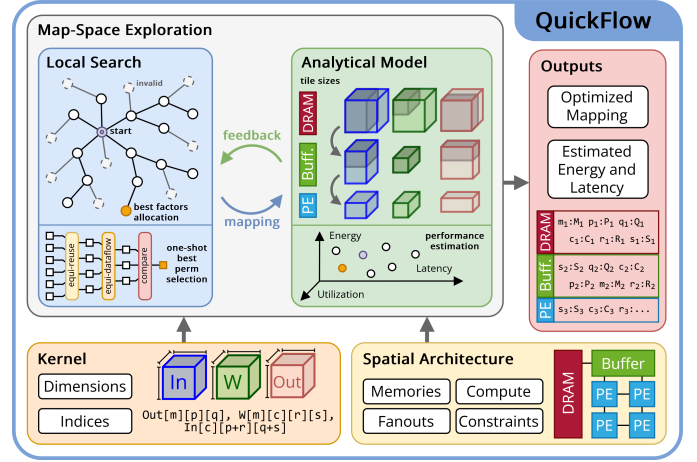 QuickFlow
Map-Space Exploration
Local Search
invalid
start
best factors
allocation
equi-reuse
equi-dataflow
compare
one-shot
best
perm
selection
feedback
mapping
Analytical Model
tile sizes
DRAM
Buff.
PE
Energy
performance
estimation
Latency
Utilization
Outputs
Optimized
Mapping
Estimated
Energy and
Latency
DRAM
m₁:M₁ p₁:P₁ q₁:Q₁
c₁:C₁ r₁:R₁ s₁:S₁
Buff.
s₂:S₂ q₂:Q₂ c₂:C₂
p₂:P₂ m₂:M₂ r₂:R₂
PE
s₃:S₃ c₃:C₃ r₃:...
Kernel
Dimensions
Indices
In
W
Out
Out[m][p][q], W[m][c][r][s],
In[c][p+r][q+s]
Spatial Architecture
Memories
Compute
Fanouts
Constraints
DRAM
Buffer
PE
PE
PE
PE